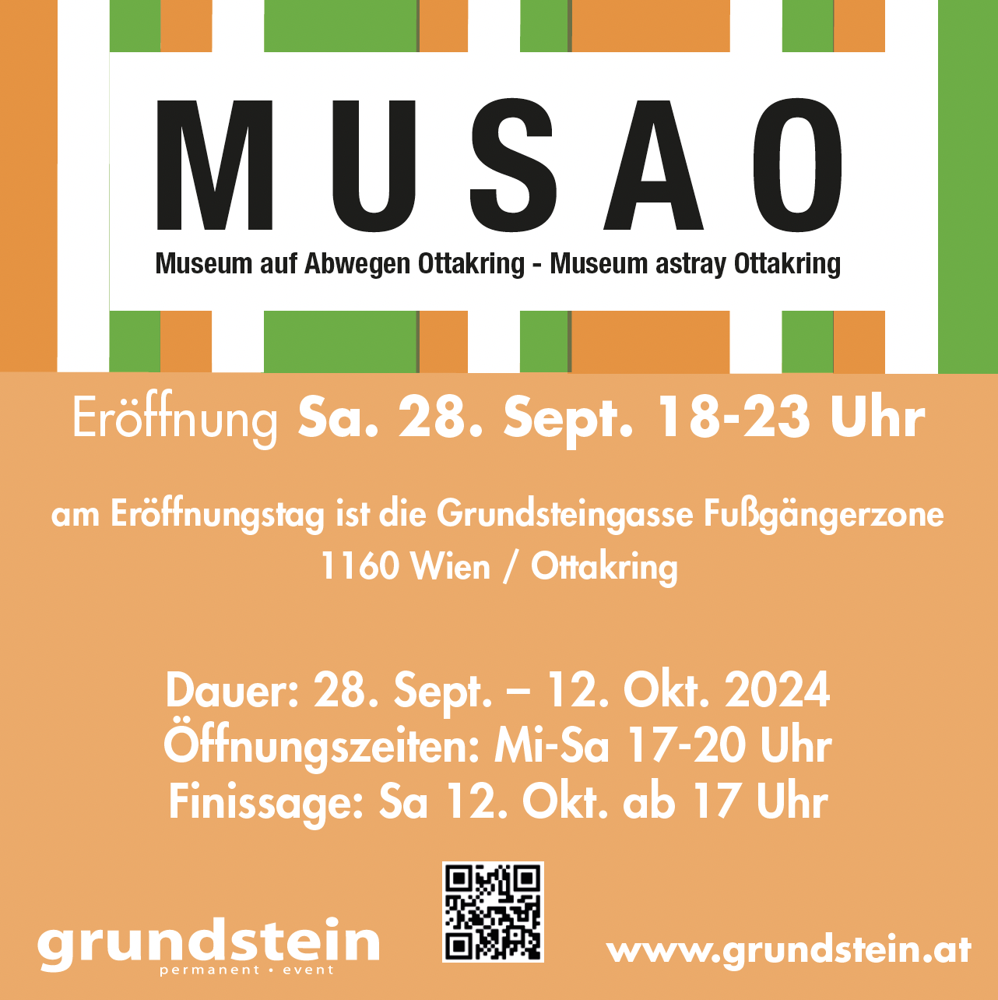 MUSAO
Museum auf Abwegen Ottakring - Museum astray Ottakring
Eröffnung Sa. 28. Sept. 18-23 Uhr
am Eröffnungstag ist die Grundsteingasse Fußgängerzone
1160 Wien / Ottakring
Dauer: 28. Sept. – 12. Okt. 2024
Öffnungszeiten: Mi-Sa 17-20 Uhr
Finissage: Sa 12. Okt. ab 17 Uhr
grundstein
permanent • event
www.grundstein.at